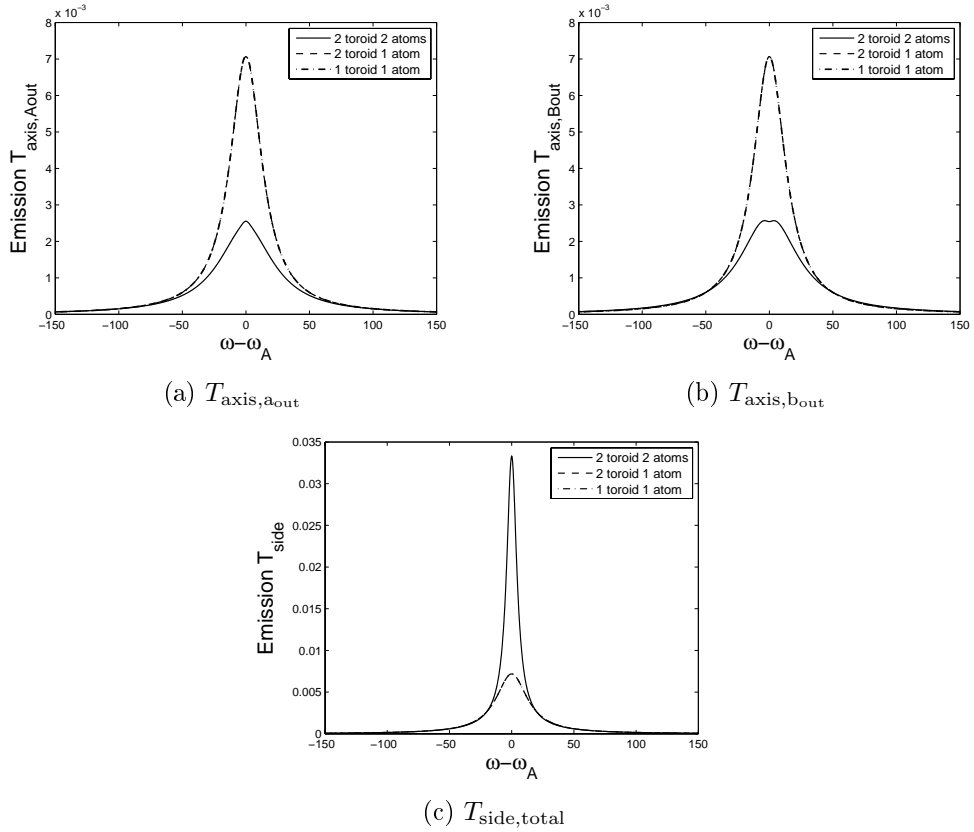 x 10⁻³
8
7
6
5
4
3
2
1
0
Emission T_axis,Aout
2 toroid 2 atoms
2 toroid 1 atom
1 toroid 1 atom
−150 −100 −50 0 50 100 150
ω−ω_A
(a) T_axis,a_out
x 10⁻³
8
7
6
5
4
3
2
1
0
Emission T_axis,Bout
2 toroid 2 atoms
2 toroid 1 atom
1 toroid 1 atom
−150 −100 −50 0 50 100 150
ω−ω_A
(b) T_axis,b_out
0.035
0.03
0.025
0.02
0.015
0.01
0.005
0
Emission T_side
2 toroid 2 atoms
2 toroid 1 atom
1 toroid 1 atom
−150 −100 −50 0 50 100 150
ω−ω_A
(c) T_side,total